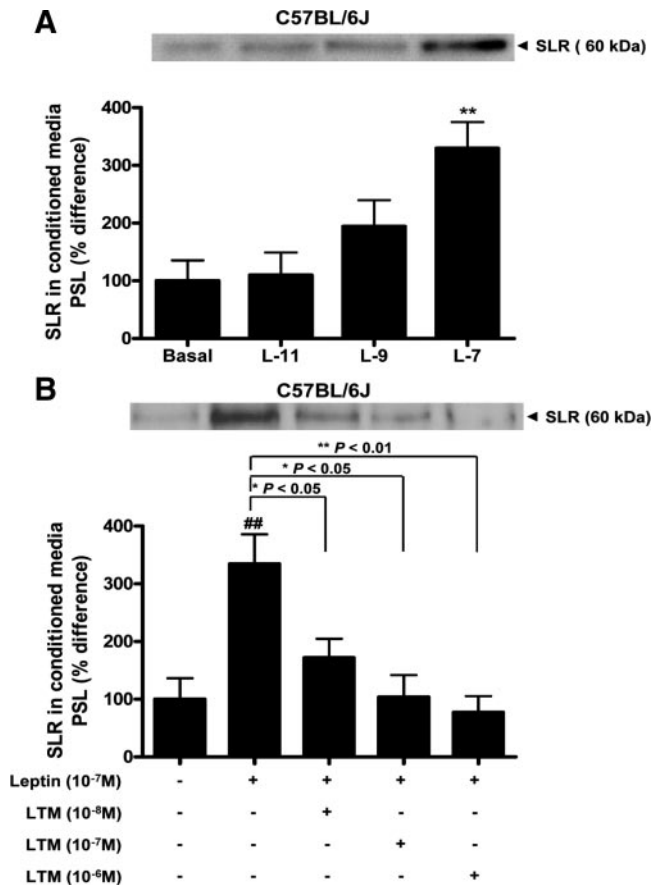 A
C57BL/6J
SLR ( 60 kDa)
SLR in conditioned media
PSL (% difference)
400
300
200
100
0
**
Basal L-11 L-9 L-7
B
C57BL/6J
SLR (60 kDa)
** P < 0.01
* P < 0.05
* P < 0.05
##
SLR in conditioned media
PSL (% difference)
400
300
200
100
0
Leptin (10⁻⁷M) - + + + +
LTM (10⁻⁸M) - - + - -
LTM (10⁻⁷M) - - - + -
LTM (10⁻⁶M) - - - - +